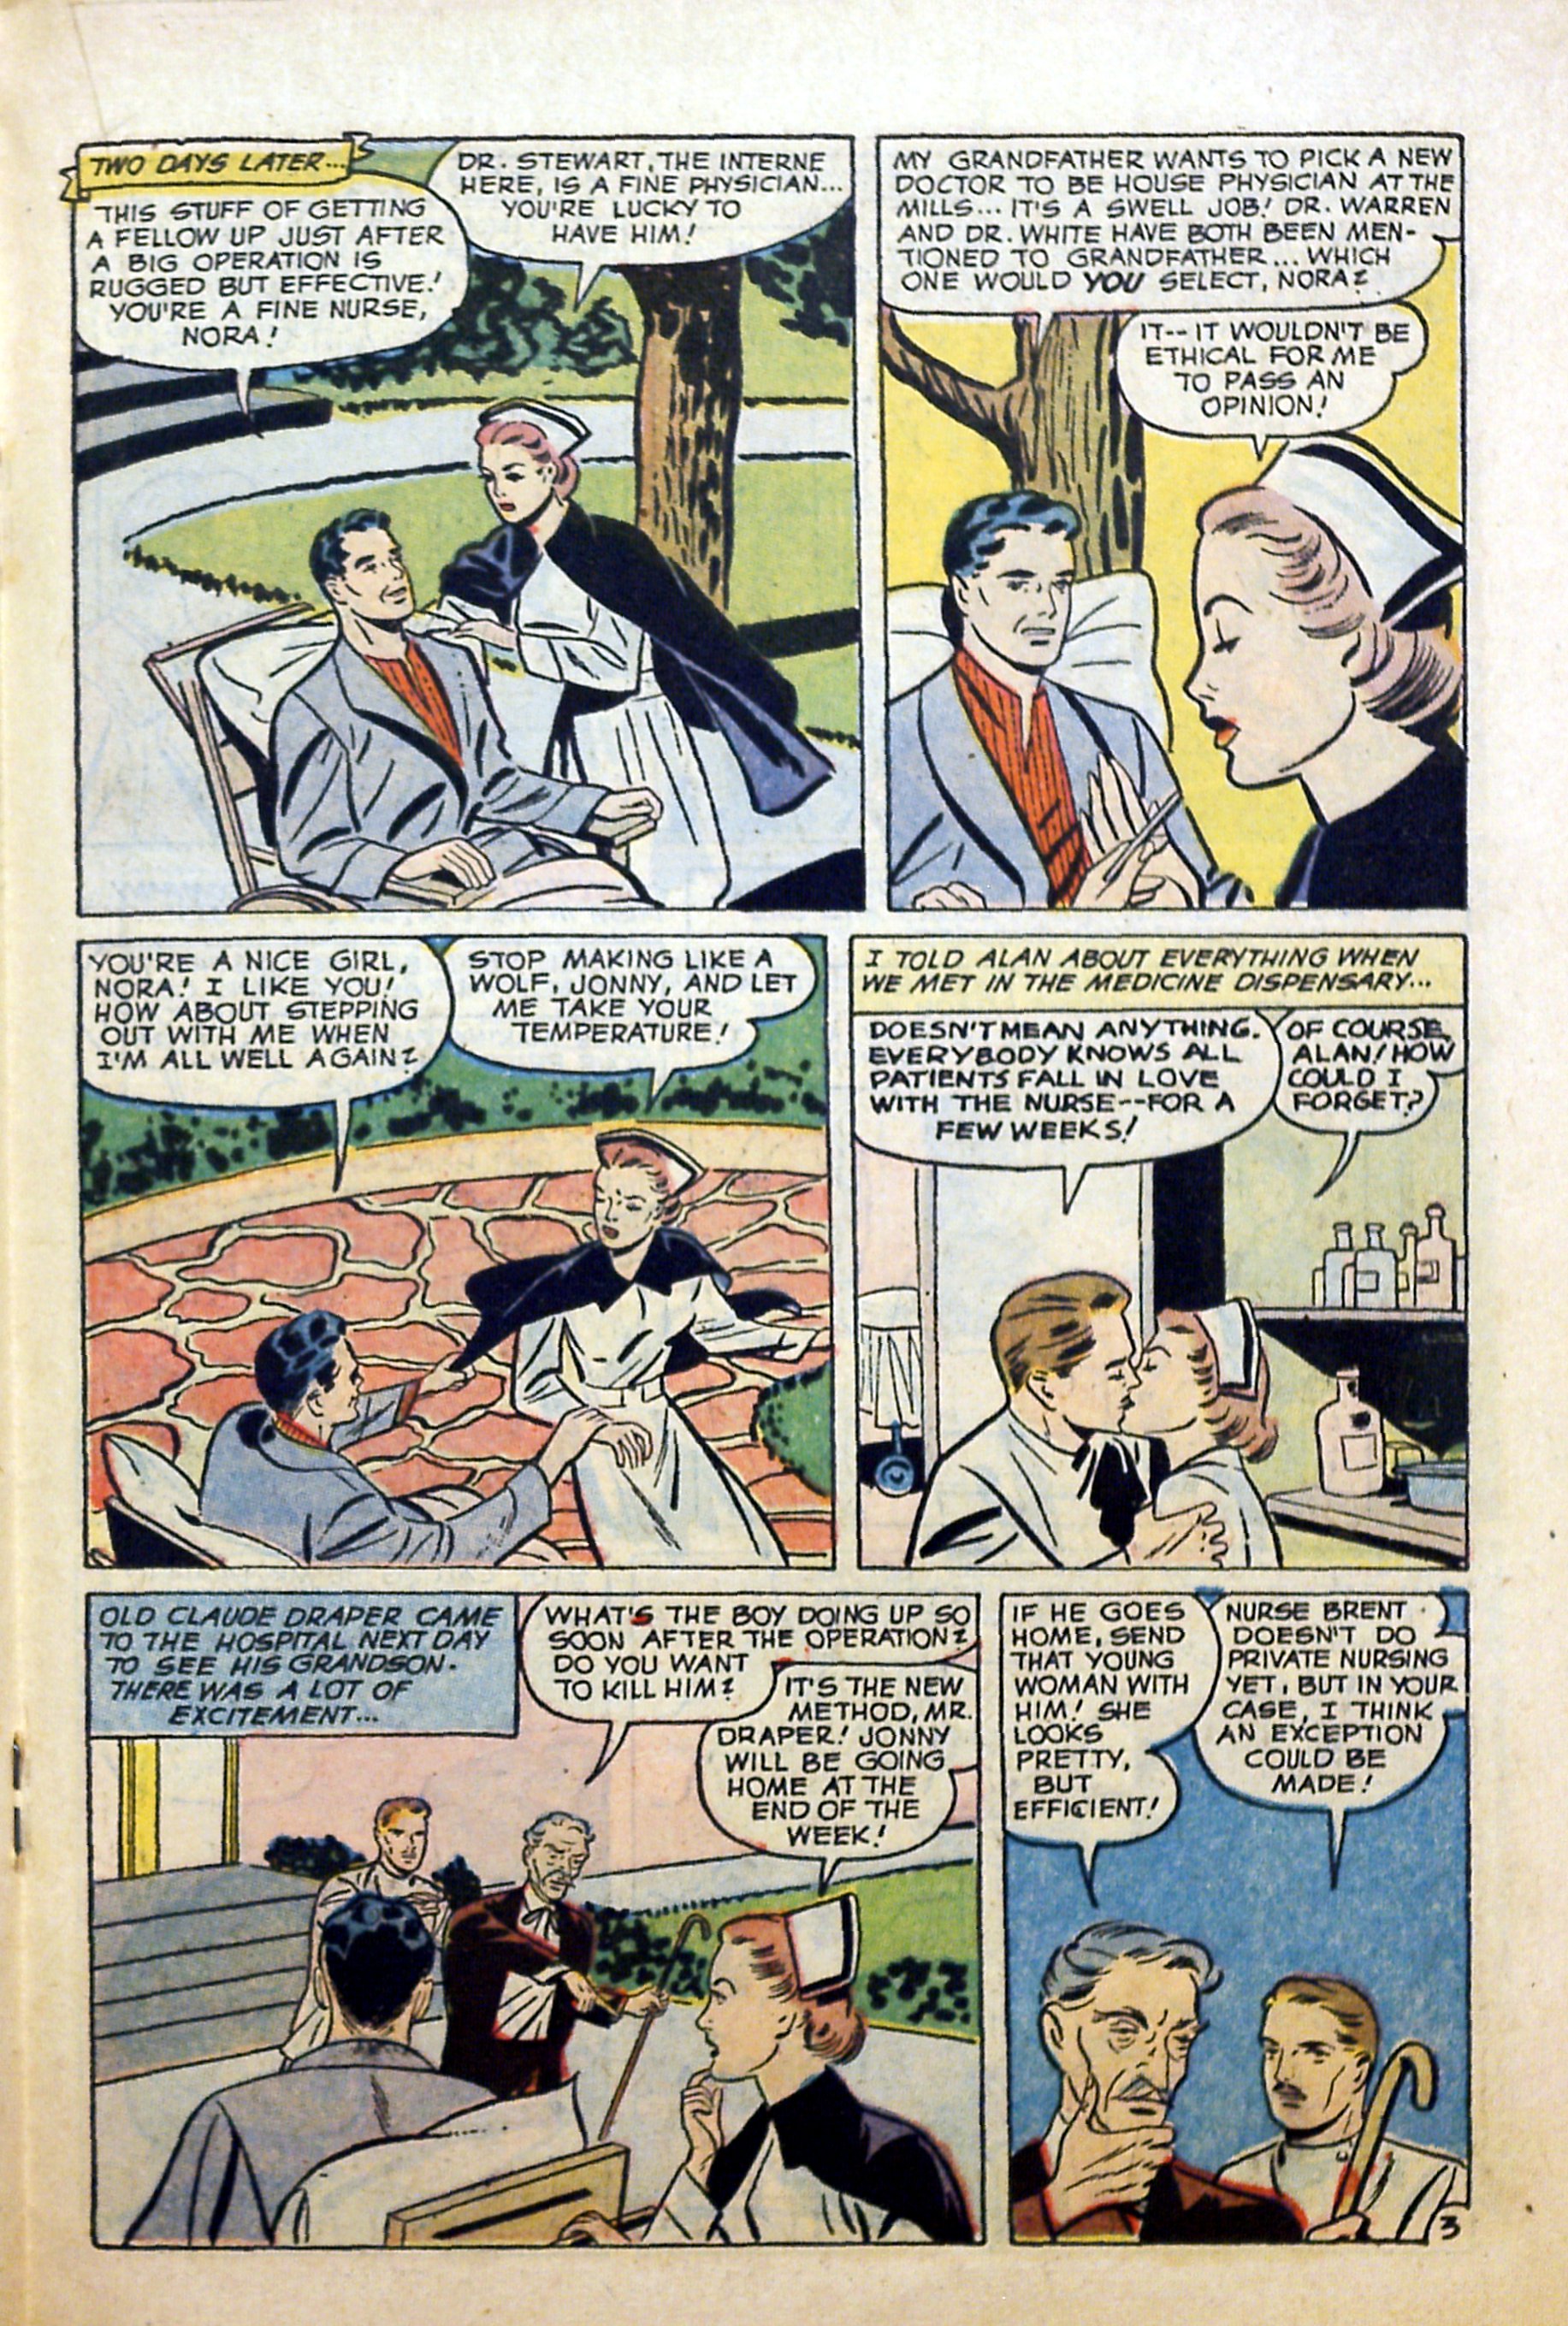 TWO DAYS LATER...
THIS STUFF OF GETTING
A FELLOW UP JUST AFTER
A BIG OPERATION IS
RUGGED BUT EFFECTIVE!
YOU'RE A FINE NURSE,
NORA!
DR. STEWART, THE INTERNE
HERE, IS A FINE PHYSICIAN...
YOU'RE LUCKY TO
HAVE HIM!
MY GRANDFATHER WANTS TO PICK A NEW
DOCTOR TO BE HOUSE PHYSICIAN AT THE
MILLS... IT'S A SWELL JOB! DR. WARREN
AND DR. WHITE HAVE BOTH BEEN MEN-
TIONED TO GRANDFATHER... WHICH
ONE WOULD YOU SELECT, NORA?
IT-- IT WOULDN'T BE
ETHICAL FOR ME
TO PASS AN
OPINION!
YOU'RE A NICE GIRL,
NORA! I LIKE YOU!
HOW ABOUT STEPPING
OUT WITH ME WHEN
I'M ALL WELL AGAIN?
STOP MAKING LIKE A
WOLF, JONNY, AND LET
ME TAKE YOUR
TEMPERATURE!
I TOLD ALAN ABOUT EVERYTHING WHEN
WE MET IN THE MEDICINE DISPENSARY...
DOESN'T MEAN ANYTHING.
EVERYBODY KNOWS ALL
PATIENTS FALL IN LOVE
WITH THE NURSE--FOR A
FEW WEEKS!
OF COURSE,
ALAN! HOW
COULD I
FORGET?
OLD CLAUDE DRAPER CAME
TO THE HOSPITAL NEXT DAY
TO SEE HIS GRANDSON.
THERE WAS A LOT OF
EXCITEMENT...
WHAT'S THE BOY DOING UP SO
SOON AFTER THE OPERATION?
DO YOU WANT
TO KILL HIM?
IT'S THE NEW
METHOD, MR.
DRAPER! JONNY
WILL BE GOING
HOME AT THE
END OF THE
WEEK!
IF HE GOES
HOME, SEND
THAT YOUNG
WOMAN WITH
HIM! SHE
LOOKS
PRETTY,
BUT
EFFICIENT!
NURSE BRENT
DOESN'T DO
PRIVATE NURSING
YET, BUT IN YOUR
CASE, I THINK
AN EXCEPTION
COULD BE
MADE!
3